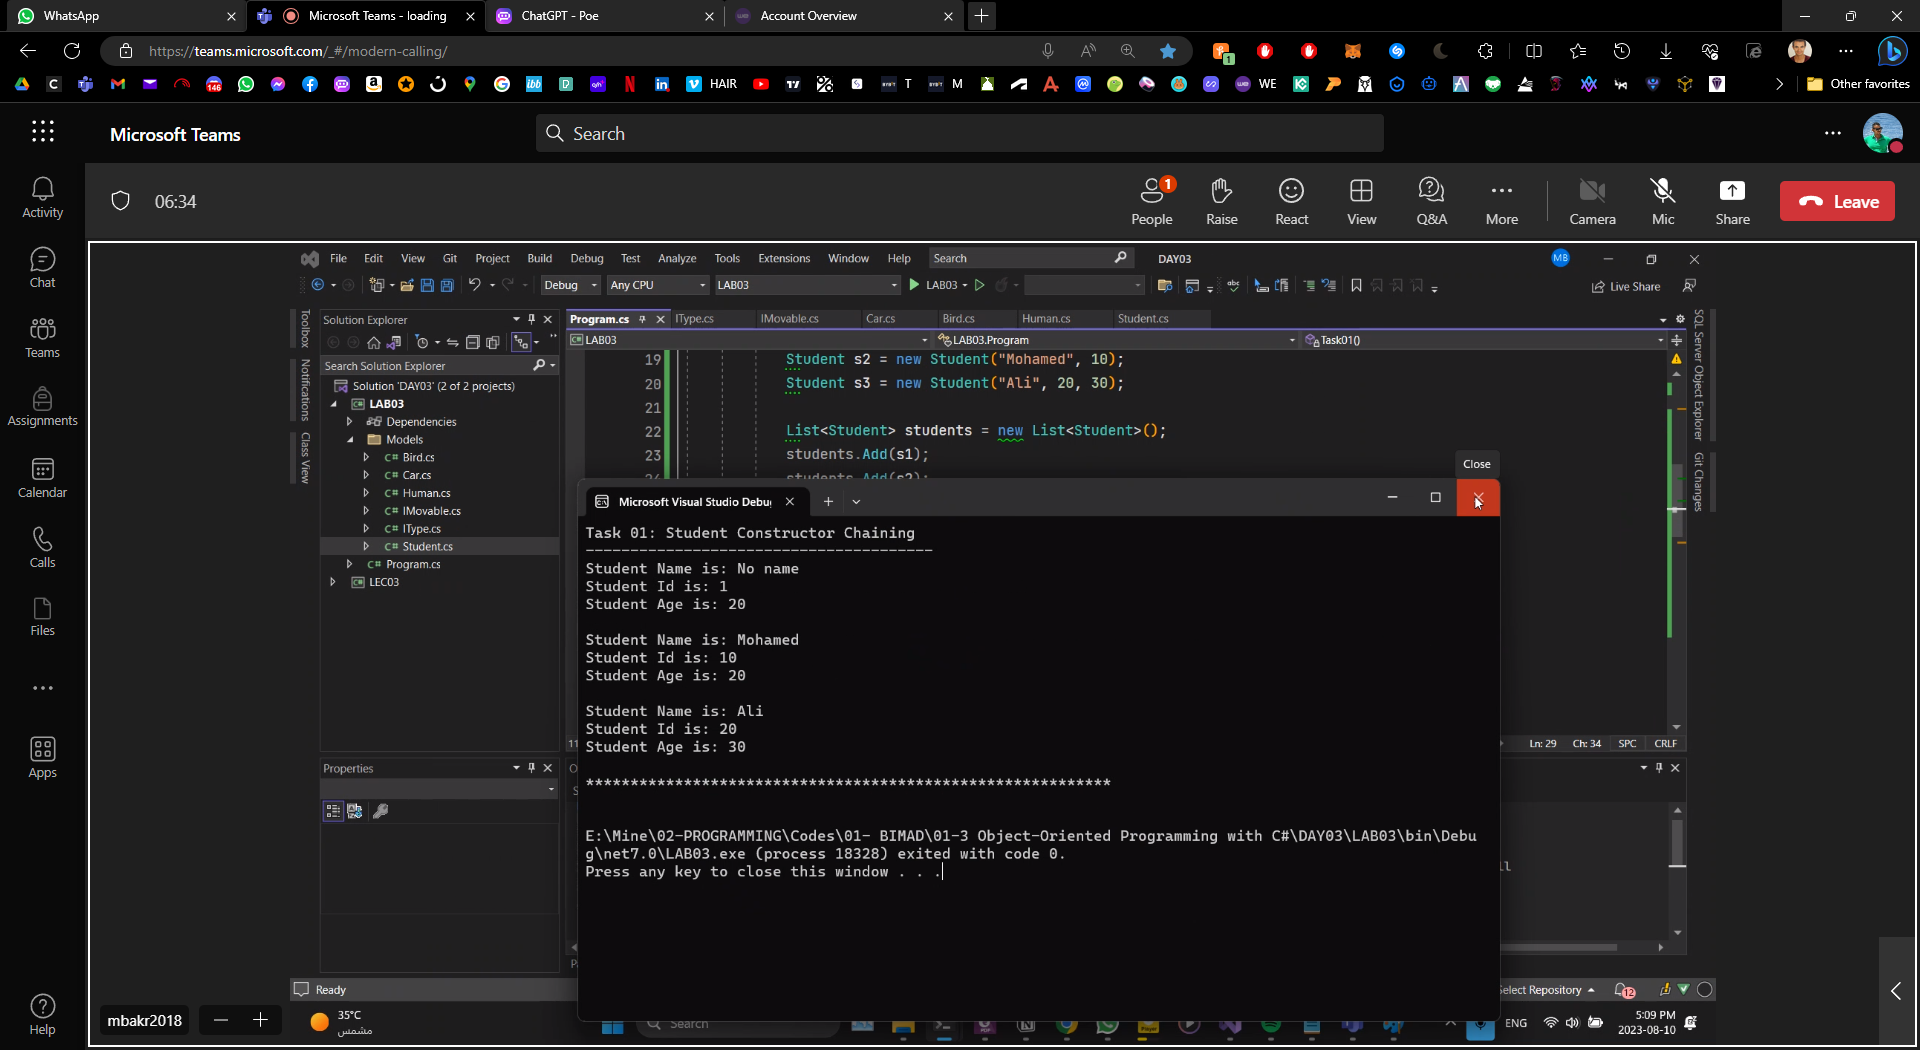 WhatsApp
Microsoft Teams - loading
ChatGPT - Poe
Account Overview
https://teams.microsoft.com/_#/modern-calling/
1
146
ibb
HAIR
T
M
WE
Other favorites
Microsoft Teams
Search
Activity
Chat
Teams
Assignments
Calendar
Calls
Files
Apps
Help
06:34
1
People
Raise
React
View
Q&A
More
Camera
Mic
Share
Leave
File Edit View Git Project Build Debug Test Analyze Tools Extensions Window Help
Search
DAY03
MB
Debug
Any CPU
LAB03
LAB03
Live Share
Toolbox
Notifications
Class View
Solution Explorer
Search Solution Explorer
Solution 'DAY03' (2 of 2 projects)
LAB03
Dependencies
Models
C# Bird.cs
C# Car.cs
C# Human.cs
C# IMovable.cs
C# IType.cs
C# Student.cs
C# Program.cs
LEC03
Properties
Program.cs
IType.cs
IMovable.cs
Car.cs
Bird.cs
Human.cs
Student.cs
LAB03
LAB03.Program
Task01()
SQL Server Object Explorer
Git Changes
19 Student s2 = new Student("Mohamed", 10);
20 Student s3 = new Student("Ali", 20, 30);
21
22 List<Student> students = new List<Student>();
23 students.Add(s1);
Close
Microsoft Visual Studio Debu
Task 01: Student Constructor Chaining
---------------------------------------
Student Name is: No name
Student Id is: 1
Student Age is: 20
Student Name is: Mohamed
Student Id is: 10
Student Age is: 20
Student Name is: Ali
Student Id is: 20
Student Age is: 30
***********************************************************
E:\Mine\02-PROGRAMMING\Codes\01- BIMAD\01-3 Object-Oriented Programming with C#\DAY03\LAB03\bin\Debu
g\net7.0\LAB03.exe (process 18328) exited with code 0.
Press any key to close this window . . .
Ln: 29 Ch: 34 SPC CRLF
Ready
elect Repository
12
mbakr2018
35°C
مشمس
Search
ENG
5:09 PM
2023-08-10